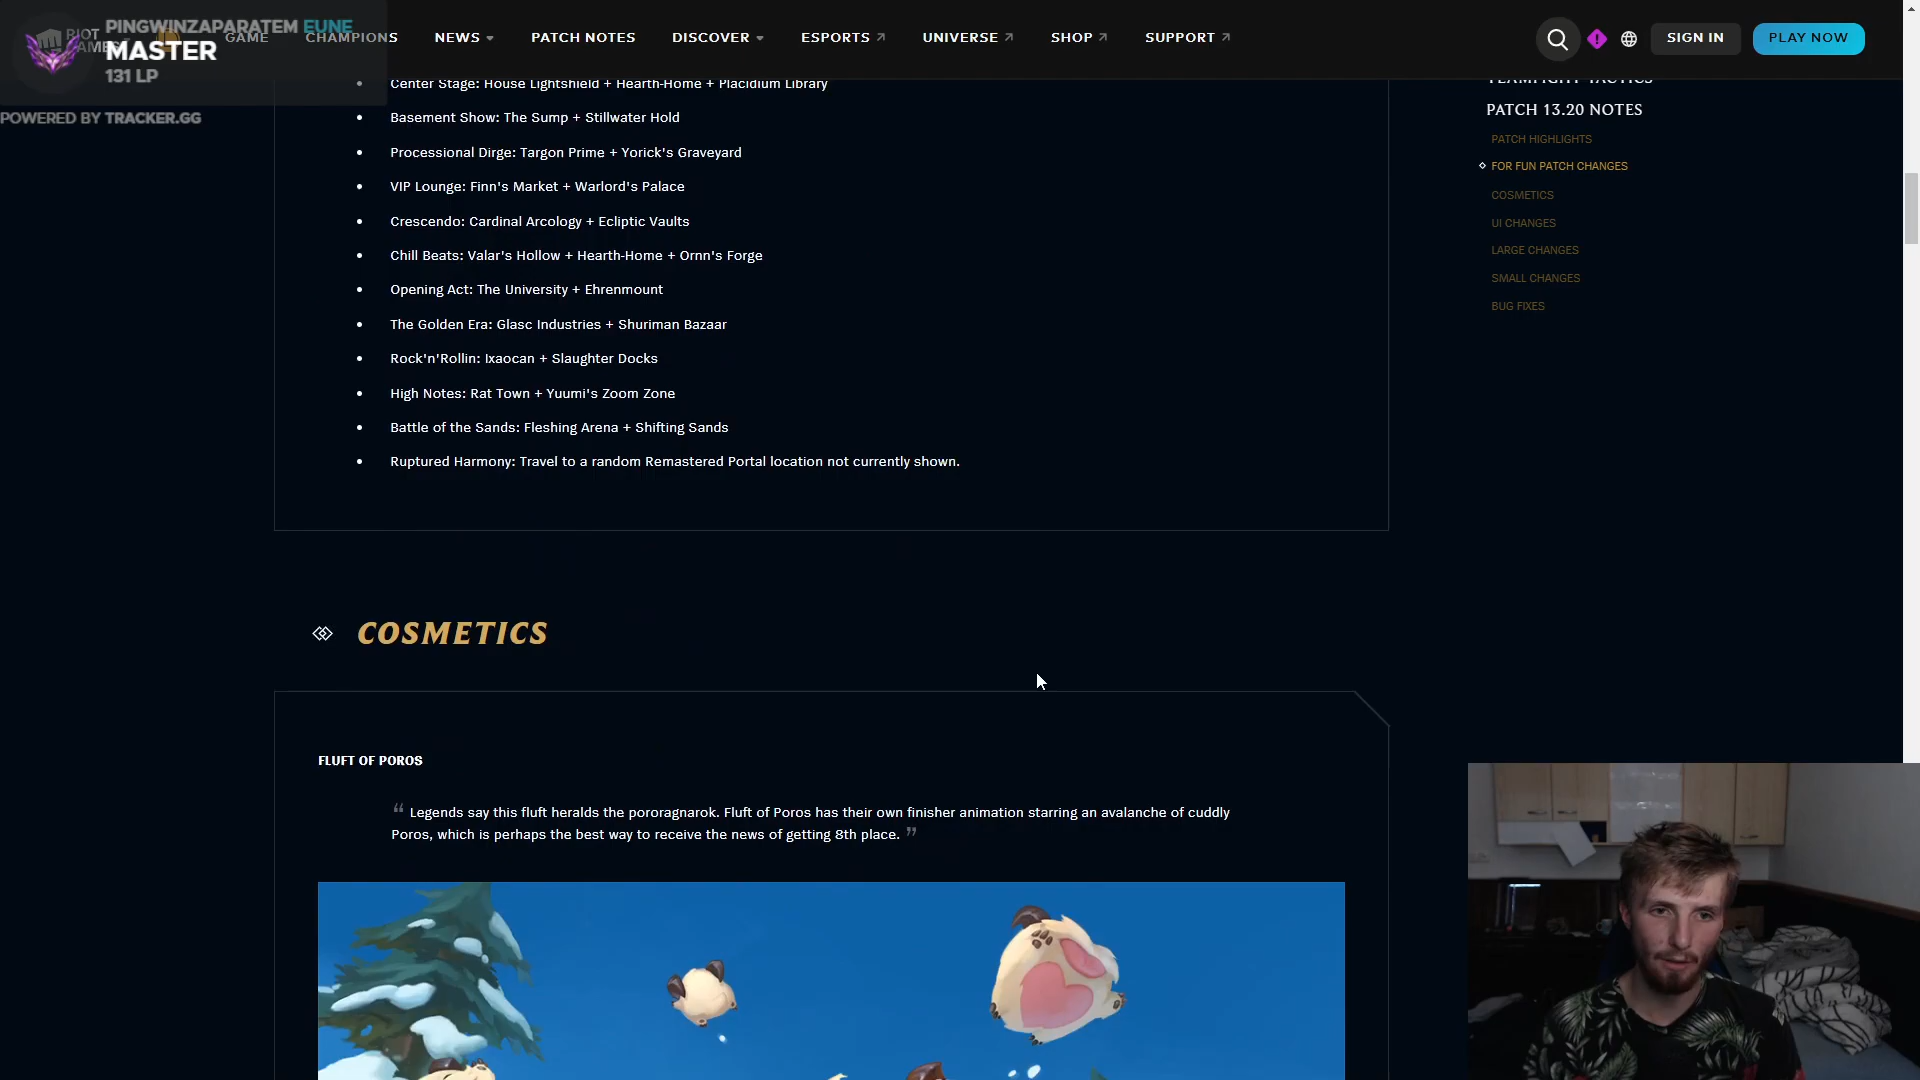 PINGWINZAPARATEM EUNE
MASTER
131 LP
POWERED BY TRACKER.GG
RIOT
GAME
CHAMPIONS
NEWS
PATCH NOTES
DISCOVER
ESPORTS
UNIVERSE
SHOP
SUPPORT
SIGN IN
PLAY NOW
Center Stage: House Lightshield + Hearth-Home + Placidium Library
Basement Show: The Sump + Stillwater Hold
Processional Dirge: Targon Prime + Yorick's Graveyard
VIP Lounge: Finn's Market + Warlord's Palace
Crescendo: Cardinal Arcology + Ecliptic Vaults
Chill Beats: Valar's Hollow + Hearth-Home + Ornn's Forge
Opening Act: The University + Ehrenmount
The Golden Era: Glasc Industries + Shuriman Bazaar
Rock'n'Rollin: Ixaocan + Slaughter Docks
High Notes: Rat Town + Yuumi's Zoom Zone
Battle of the Sands: Fleshing Arena + Shifting Sands
Ruptured Harmony: Travel to a random Remastered Portal location not currently shown.
COSMETICS
FLUFT OF POROS
“ Legends say this fluft heralds the pororagnarok. Fluft of Poros has their own finisher animation starring an avalanche of cuddly
Poros, which is perhaps the best way to receive the news of getting 8th place. ”
TEAMFIGHT TACTICS
PATCH 13.20 NOTES
PATCH HIGHLIGHTS
FOR FUN PATCH CHANGES
COSMETICS
UI CHANGES
LARGE CHANGES
SMALL CHANGES
BUG FIXES